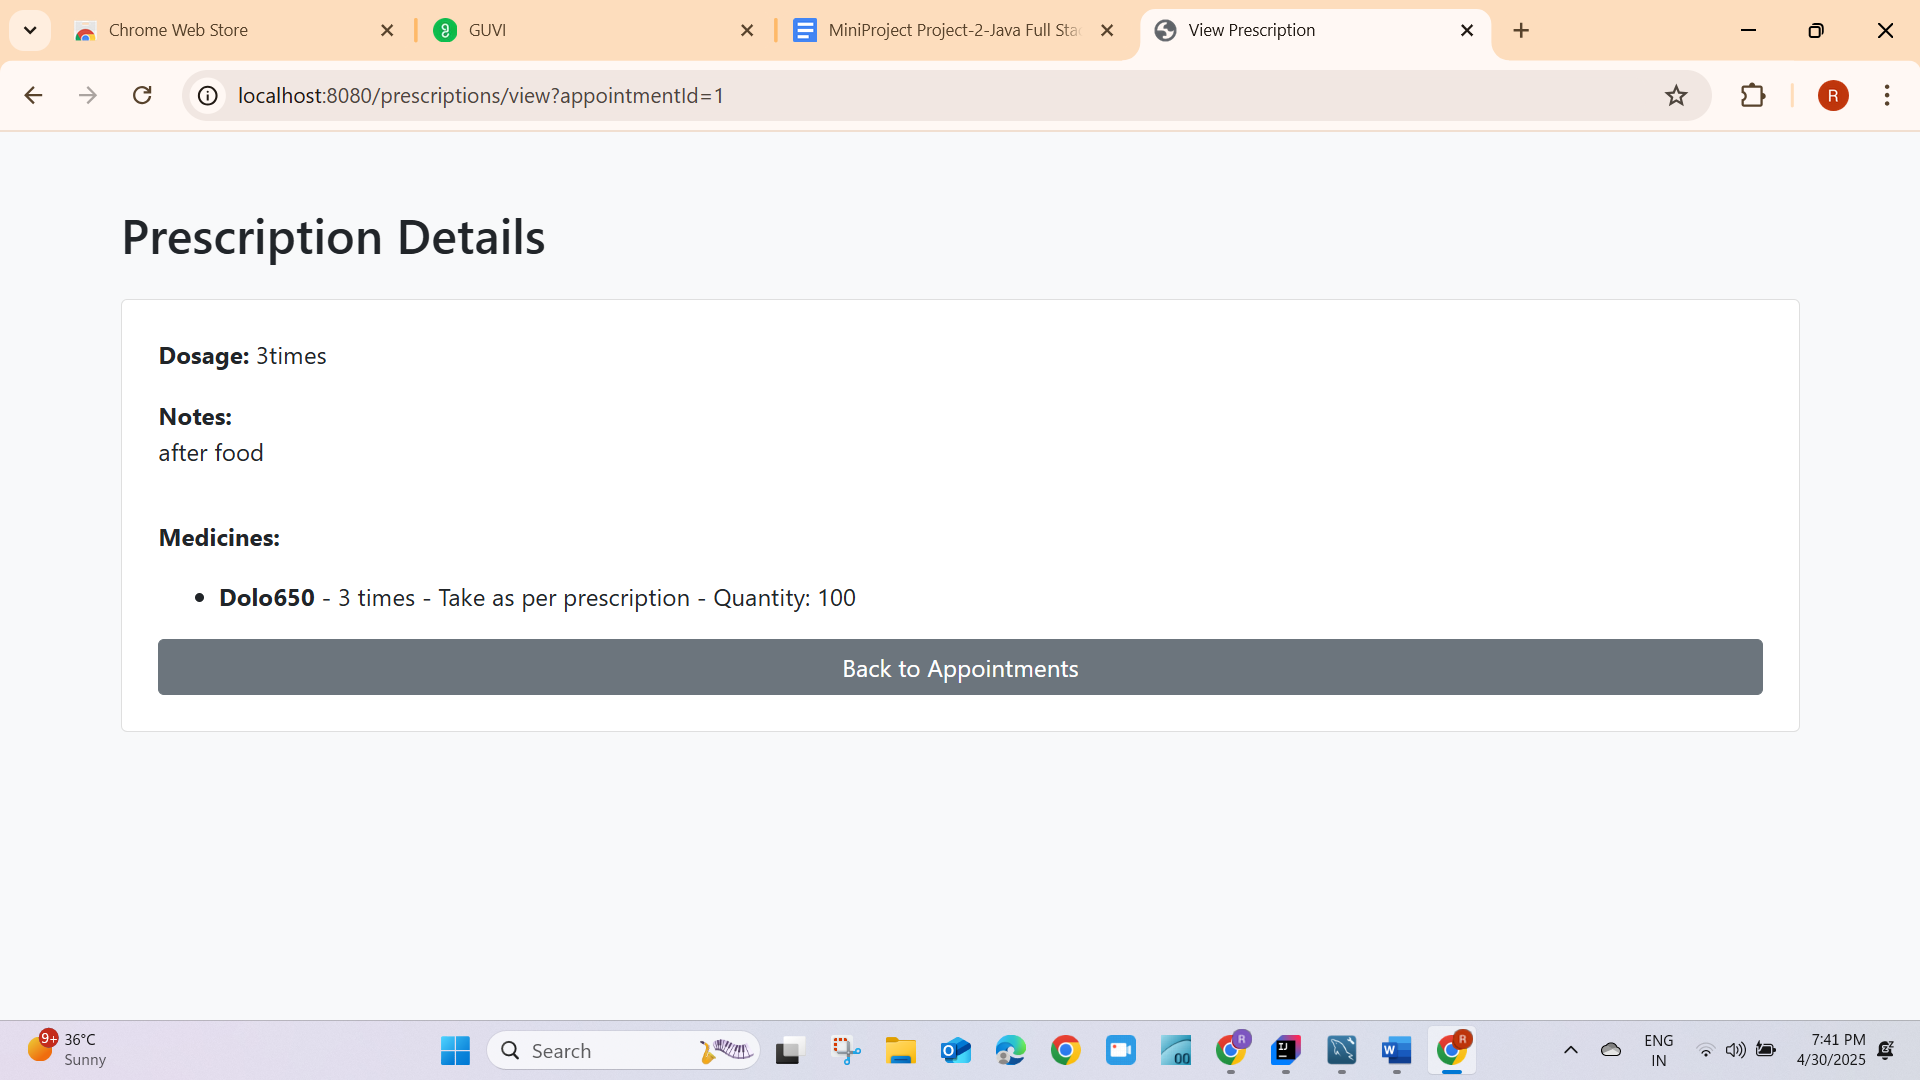 Chrome Web Store
GUVI
MiniProject Project-2-Java Full Sta
View Prescription
localhost:8080/prescriptions/view?appointmentId=1
R
Prescription Details
Dosage: 3times
Notes:
after food
Medicines:
• Dolo650 - 3 times - Take as per prescription - Quantity: 100
Back to Appointments
9+
36°C
Sunny
Search
R
R
ENG
IN
7:41 PM
4/30/2025